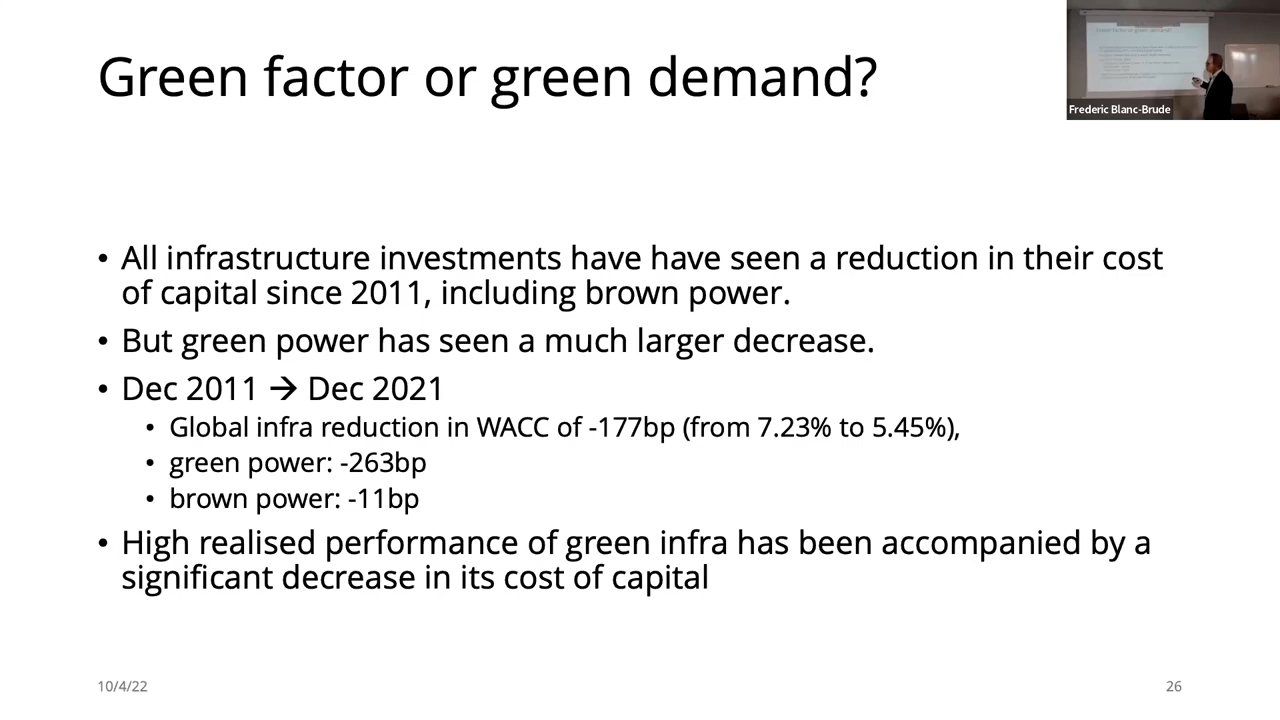 Green factor or green demand?
Frederic Blanc-Brude
• All infrastructure investments have have seen a reduction in their cost
of capital since 2011, including brown power.
• But green power has seen a much larger decrease.
• Dec 2011 → Dec 2021
• Global infra reduction in WACC of -177bp (from 7.23% to 5.45%),
• green power: -263bp
• brown power: -11bp
• High realised performance of green infra has been accompanied by a
significant decrease in its cost of capital
10/4/22
26